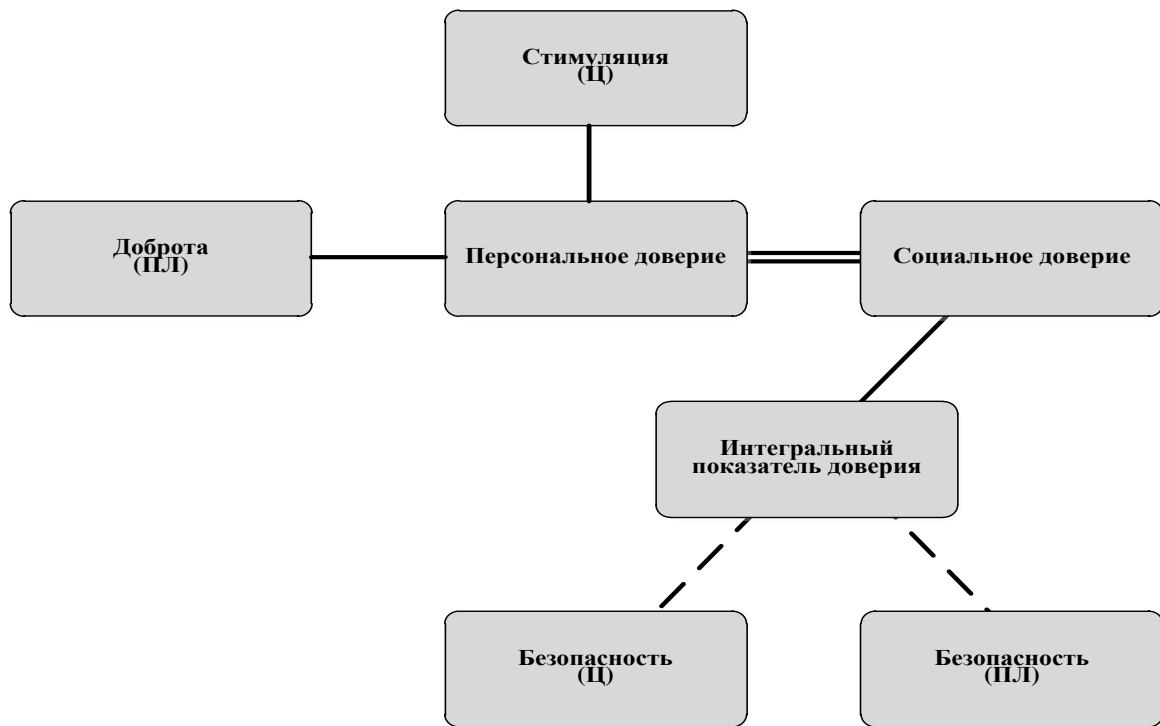 Стимуляция
(Ц)
Доброта
(ПЛ)
Персональное доверие
Социальное доверие
Интегральный
показатель доверия
Безопасность
(Ц)
Безопасность
(ПЛ)